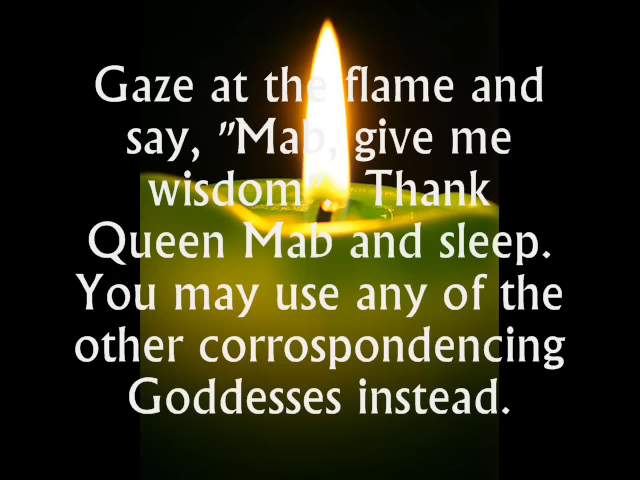 Gaze at the flame and
say, "Mab, give me
wisdom". Thank
Queen Mab and sleep.
You may use any of the
other corrospondencing
Goddesses instead.